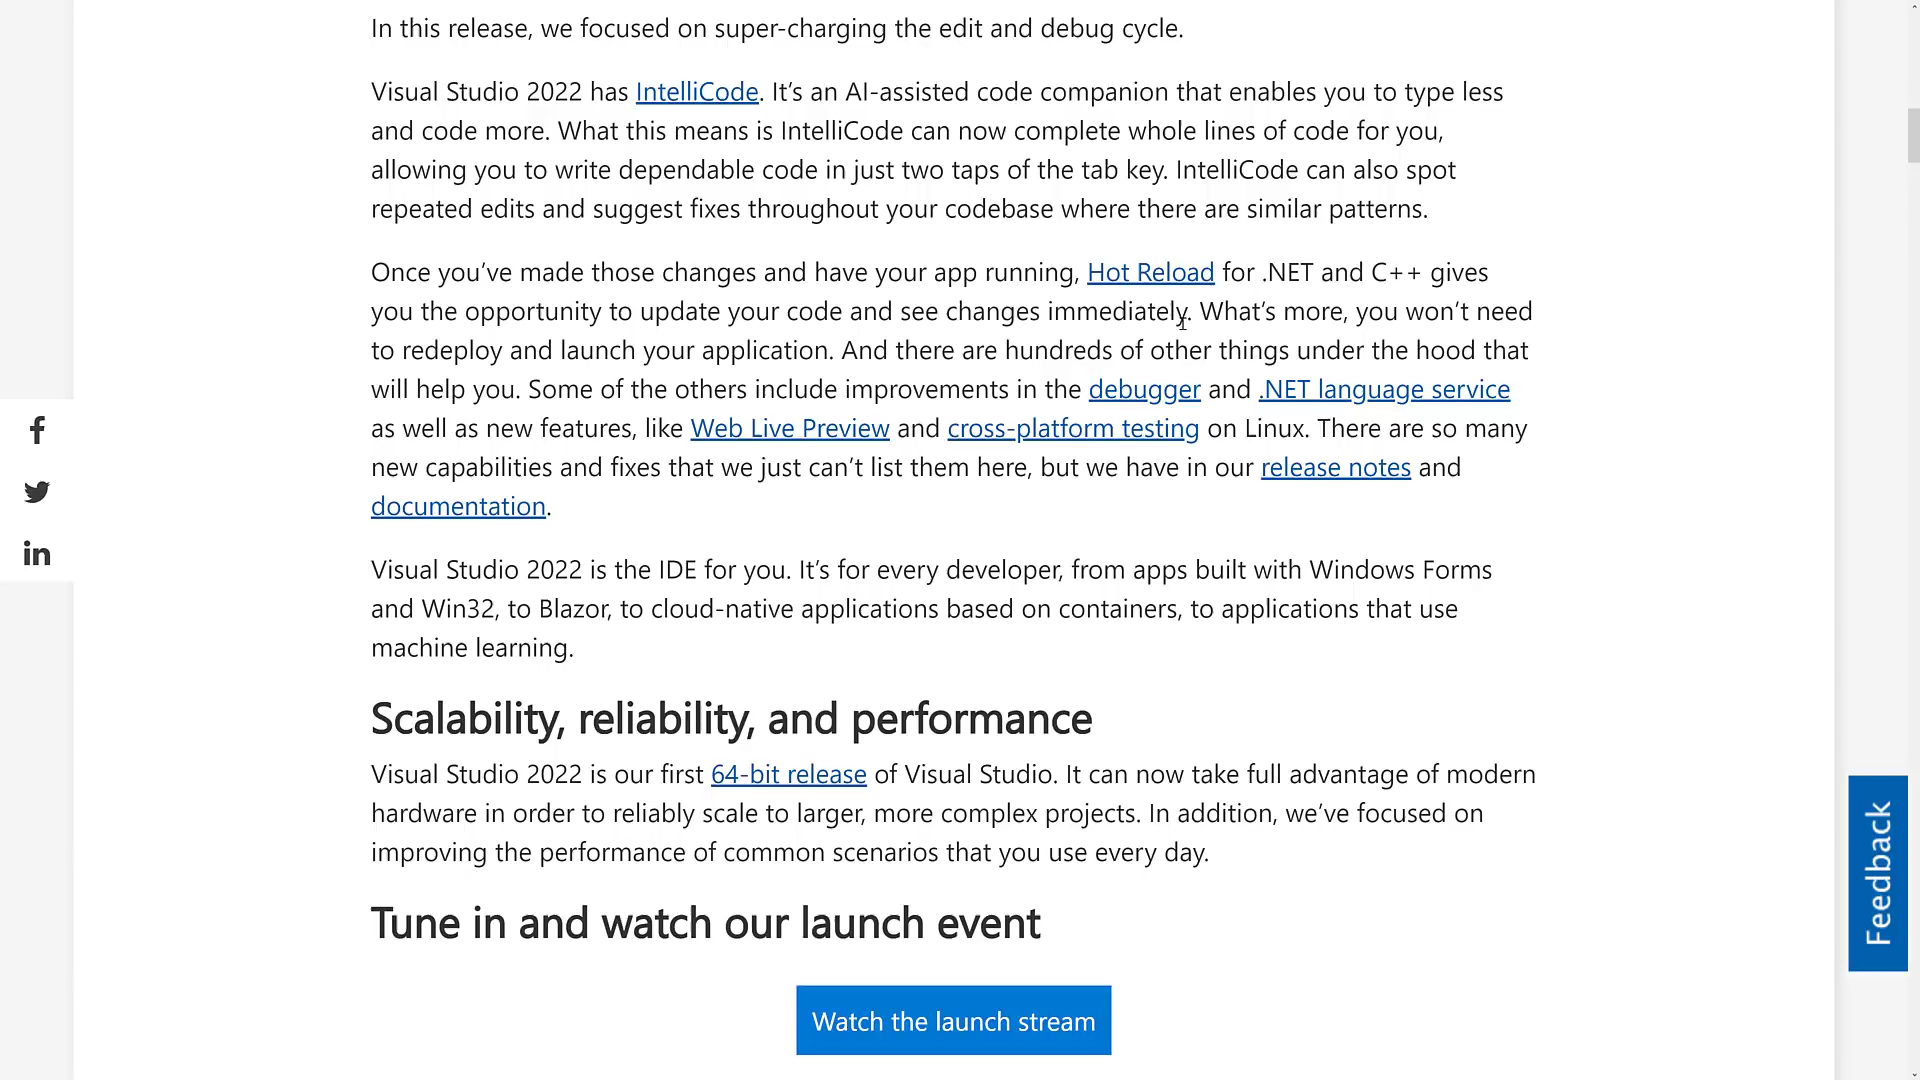 In this release, we focused on super-charging the edit and debug cycle.
Visual Studio 2022 has IntelliCode. It’s an AI-assisted code companion that enables you to type less
and code more. What this means is IntelliCode can now complete whole lines of code for you,
allowing you to write dependable code in just two taps of the tab key. IntelliCode can also spot
repeated edits and suggest fixes throughout your codebase where there are similar patterns.
Once you’ve made those changes and have your app running, Hot Reload for .NET and C++ gives
you the opportunity to update your code and see changes immediately. What’s more, you won’t need
to redeploy and launch your application. And there are hundreds of other things under the hood that
will help you. Some of the others include improvements in the debugger and .NET language service
as well as new features, like Web Live Preview and cross-platform testing on Linux. There are so many
new capabilities and fixes that we just can’t list them here, but we have in our release notes and
documentation.
Visual Studio 2022 is the IDE for you. It’s for every developer, from apps built with Windows Forms
and Win32, to Blazor, to cloud-native applications based on containers, to applications that use
machine learning.
Scalability, reliability, and performance
Visual Studio 2022 is our first 64-bit release of Visual Studio. It can now take full advantage of modern
hardware in order to reliably scale to larger, more complex projects. In addition, we’ve focused on
improving the performance of common scenarios that you use every day.
Tune in and watch our launch event
Watch the launch stream
Feedback